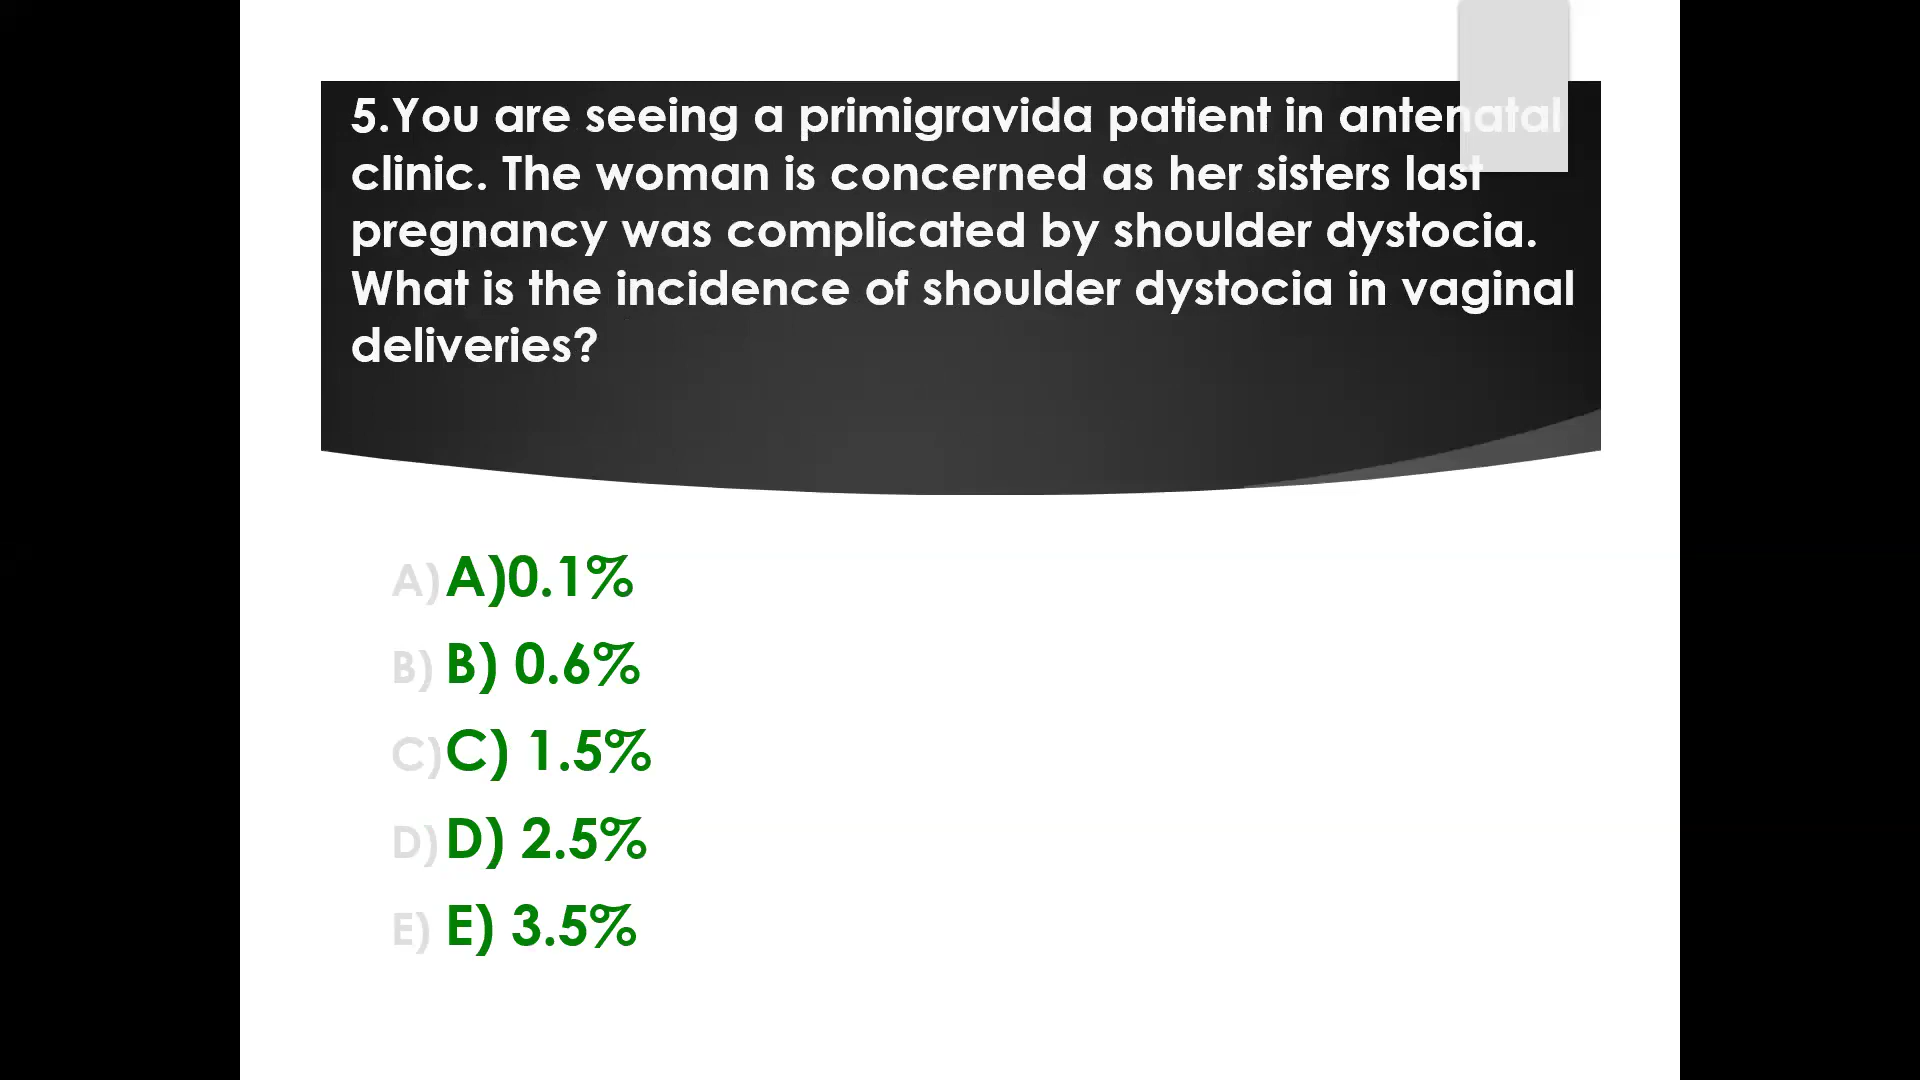 5.You are seeing a primigravida patient in antenatal
clinic. The woman is concerned as her sisters last
pregnancy was complicated by shoulder dystocia.
What is the incidence of shoulder dystocia in vaginal
deliveries?
A) A)0.1%
B) B) 0.6%
C) C) 1.5%
D) D) 2.5%
E) E) 3.5%